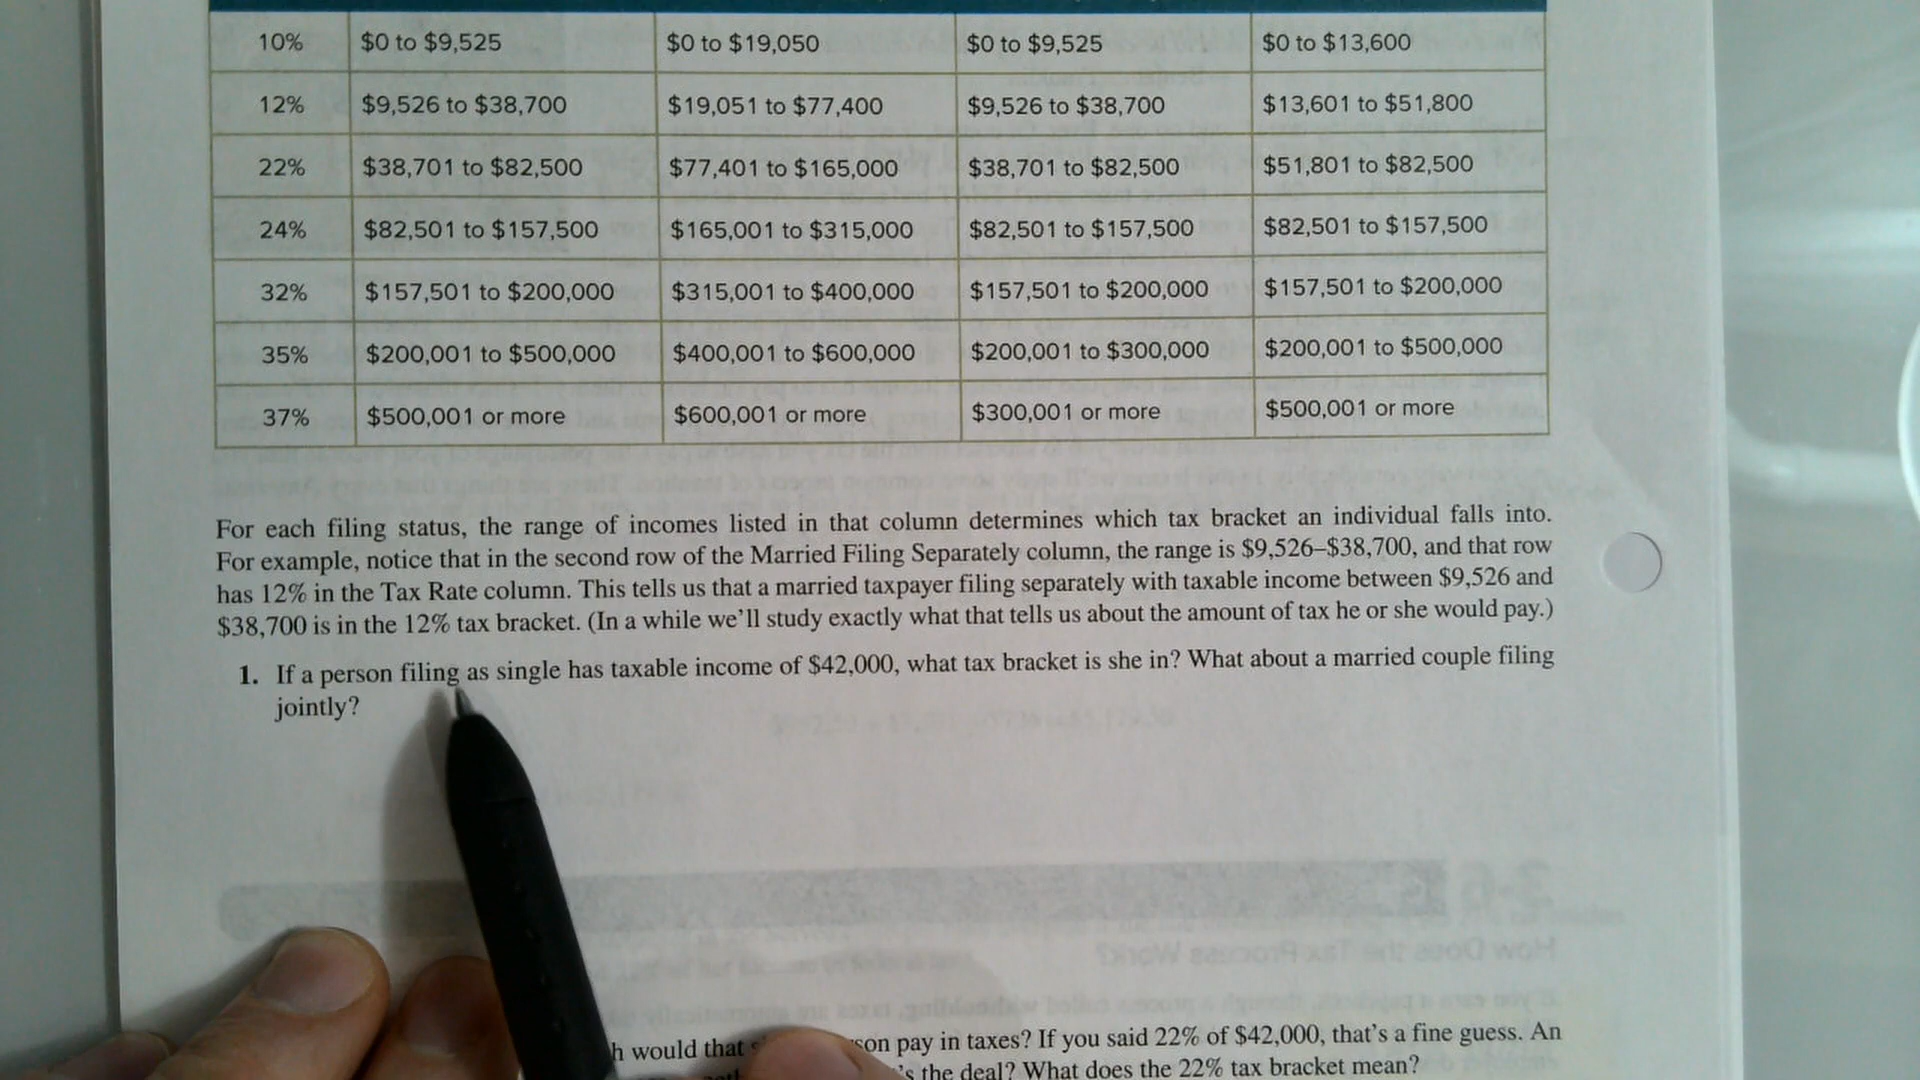 10% $0 to $9,525 $0 to $19,050 $0 to $9,525 $0 to $13,600
12% $9,526 to $38,700 $19,051 to $77,400 $9,526 to $38,700 $13,601 to $51,800
22% $38,701 to $82,500 $77,401 to $165,000 $38,701 to $82,500 $51,801 to $82,500
24% $82,501 to $157,500 $165,001 to $315,000 $82,501 to $157,500 $82,501 to $157,500
32% $157,501 to $200,000 $315,001 to $400,000 $157,501 to $200,000 $157,501 to $200,000
35% $200,001 to $500,000 $400,001 to $600,000 $200,001 to $300,000 $200,001 to $500,000
37% $500,001 or more $600,001 or more $300,001 or more $500,001 or more
For each filing status, the range of incomes listed in that column determines which tax bracket an individual falls into.
For example, notice that in the second row of the Married Filing Separately column, the range is $9,526–$38,700, and that row
has 12% in the Tax Rate column. This tells us that a married taxpayer filing separately with taxable income between $9,526 and
$38,700 is in the 12% tax bracket. (In a while we'll study exactly what that tells us about the amount of tax he or she would pay.)
1. If a person filing as single has taxable income of $42,000, what tax bracket is she in? What about a married couple filing
jointly?
would that pay in taxes? If you said 22% of $42,000, that's a fine guess. An
the deal? What does the 22% tax bracket mean?